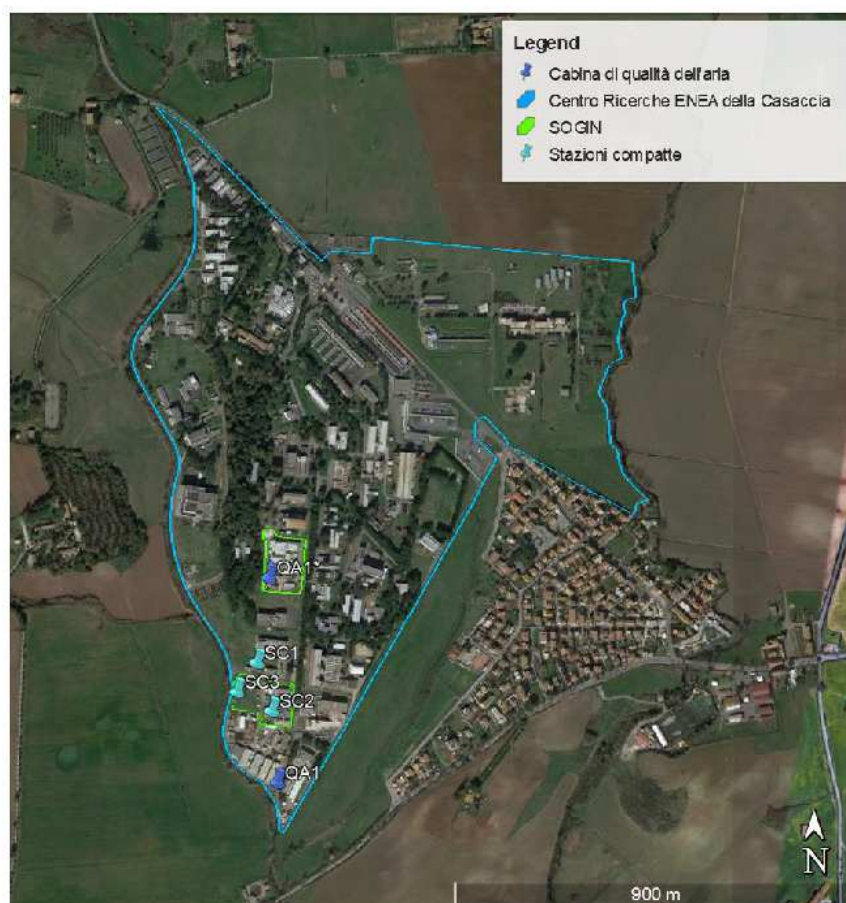 Legend
Cabina di qualità dell'aria
Centro Ricerche ENEA della Casaccia
SOGIN
Stazioni compatte
QA1*
SC1
SC3
SC2
QA1
N
900 m